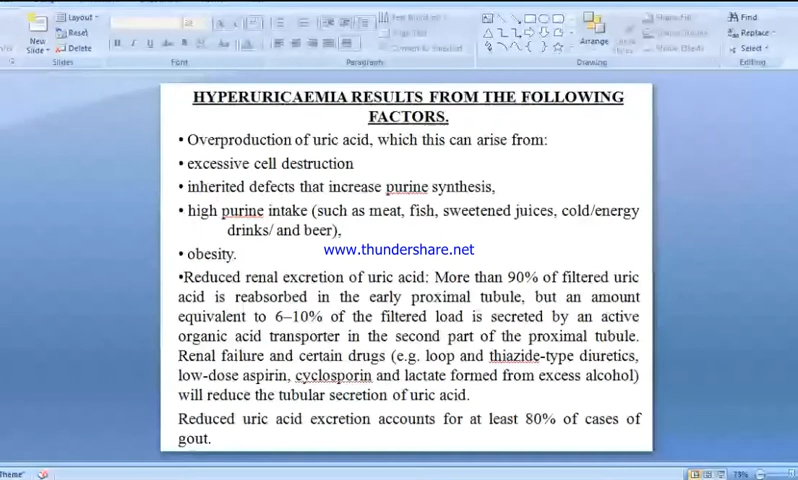 Layout
Reset
New
Slide
Delete
Slides
Font
Paragraph
Arrange
Drawing
Find
Replace
Select
Editing
HYPERURICAEMIA RESULTS FROM THE FOLLOWING
FACTORS.
• Overproduction of uric acid, which this can arise from:
• excessive cell destruction
• inherited defects that increase purine synthesis,
• high purine intake (such as meat, fish, sweetened juices, cold/energy
drinks/ and beer),
www.thundershare.net
• obesity.
•Reduced renal excretion of uric acid: More than 90% of filtered uric
acid is reabsorbed in the early proximal tubule, but an amount
equivalent to 6–10% of the filtered load is secreted by an active
organic acid transporter in the second part of the proximal tubule.
Renal failure and certain drugs (e.g. loop and thiazide-type diuretics,
low-dose aspirin, cyclosporin and lactate formed from excess alcohol)
will reduce the tubular secretion of uric acid.
Reduced uric acid excretion accounts for at least 80% of cases of
gout.
Theme"
79%